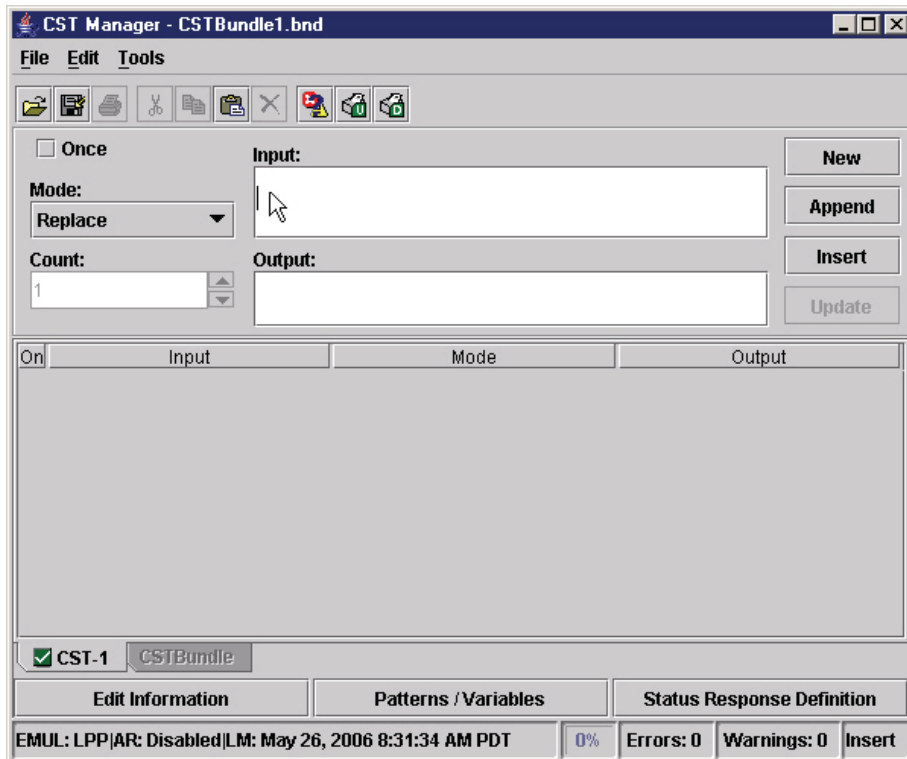 CST Manager - CSTBundle1.bnd
File Edit Tools
U D
Once
Input:
New
Mode:
Replace
Append
Count:
Output:
Insert
1
Update
On Input Mode Output
CST-1 CSTBundle
Edit Information Patterns / Variables Status Response Definition
EMUL: LPP|AR: Disabled|LM: May 26, 2006 8:31:34 AM PDT 0% Errors: 0 Warnings: 0 Insert